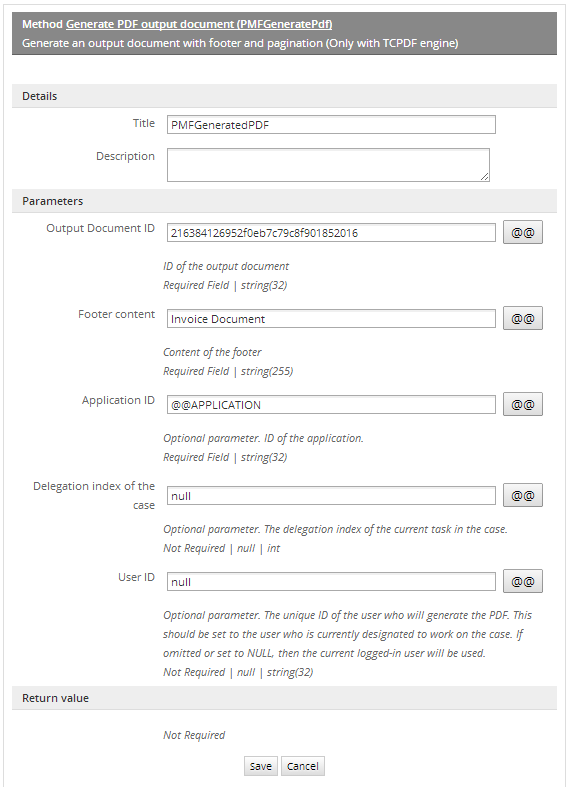 Method Generate PDF output document (PMFGeneratePdf)
Generate an output document with footer and pagination (Only with TCPDF engine)
Details
Title PMFGeneratedPDF
Description
Parameters
Output Document ID 216384126952f0eb7c79c8f901852016 @@
ID of the output document
Required Field | string(32)
Footer content Invoice Document @@
Content of the footer
Required Field | string(255)
Application ID @@APPLICATION @@
Optional parameter. ID of the application.
Required Field | string(32)
Delegation index of the
case null @@
Optional parameter. The delegation index of the current task in the case.
Not Required | null | int
User ID null @@
Optional parameter. The unique ID of the user who will generate the PDF. This
should be set to the user who is currently designated to work on the case. If
omitted or set to NULL, then the current logged-in user will be used.
Not Required | null | string(32)
Return value
Not Required
Save Cancel